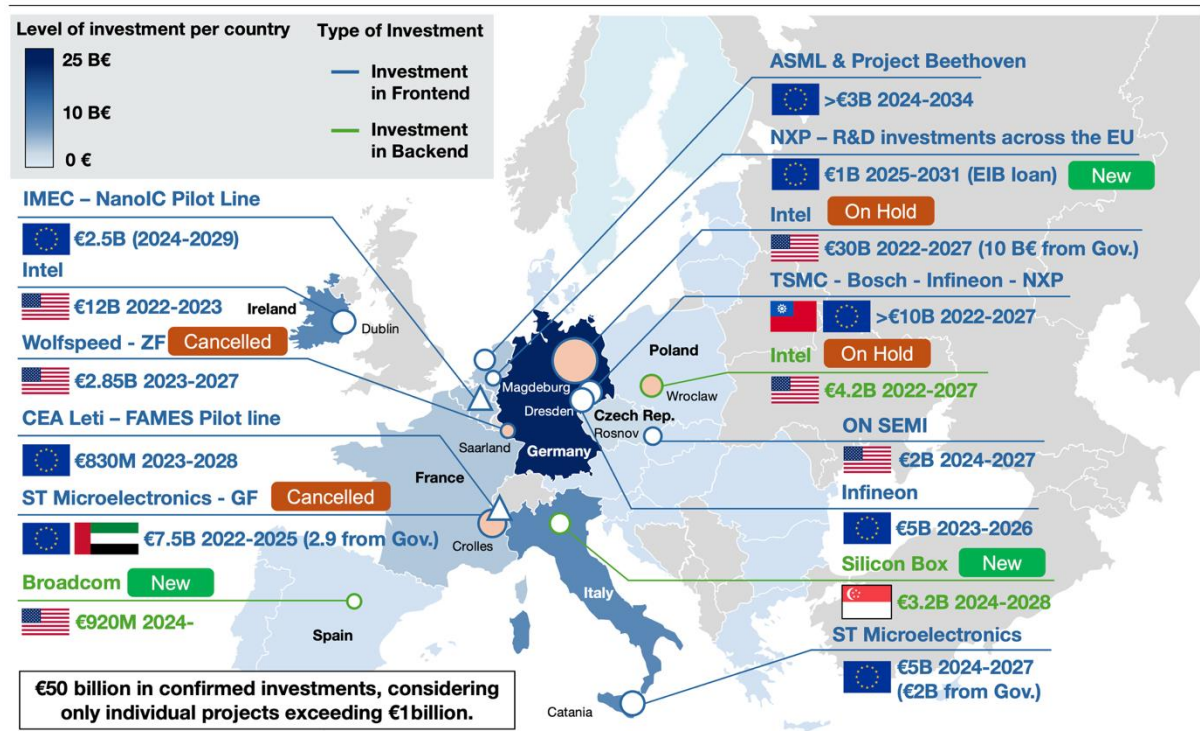 Level of investment per country
25 B€
10 B€
0 €
Type of Investment
Investment
in Frontend
Investment
in Backend
IMEC – NanoIC Pilot Line
€2.5B (2024-2029)
Intel
€12B 2022-2023
Wolfspeed - ZF Cancelled
€2.85B 2023-2027
CEA Leti – FAMES Pilot line
€830M 2023-2028
ST Microelectronics - GF Cancelled
€7.5B 2022-2025 (2.9 from Gov.)
Broadcom New
€920M 2024-
€50 billion in confirmed investments, considering
only individual projects exceeding €1billion.
Ireland
Dublin
Magdeburg
Dresden
Saarland
Germany
France
Crolles
Spain
Italy
Catania
Poland
Wroclaw
Czech Rep.
Rosnov
ASML & Project Beethoven
>€3B 2024-2034
NXP – R&D investments across the EU
€1B 2025-2031 (EIB loan) New
Intel On Hold
€30B 2022-2027 (10 B€ from Gov.)
TSMC - Bosch - Infineon - NXP
>€10B 2022-2027
Intel On Hold
€4.2B 2022-2027
ON SEMI
€2B 2024-2027
Infineon
€5B 2023-2026
Silicon Box New
€3.2B 2024-2028
ST Microelectronics
€5B 2024-2027
(€2B from Gov.)